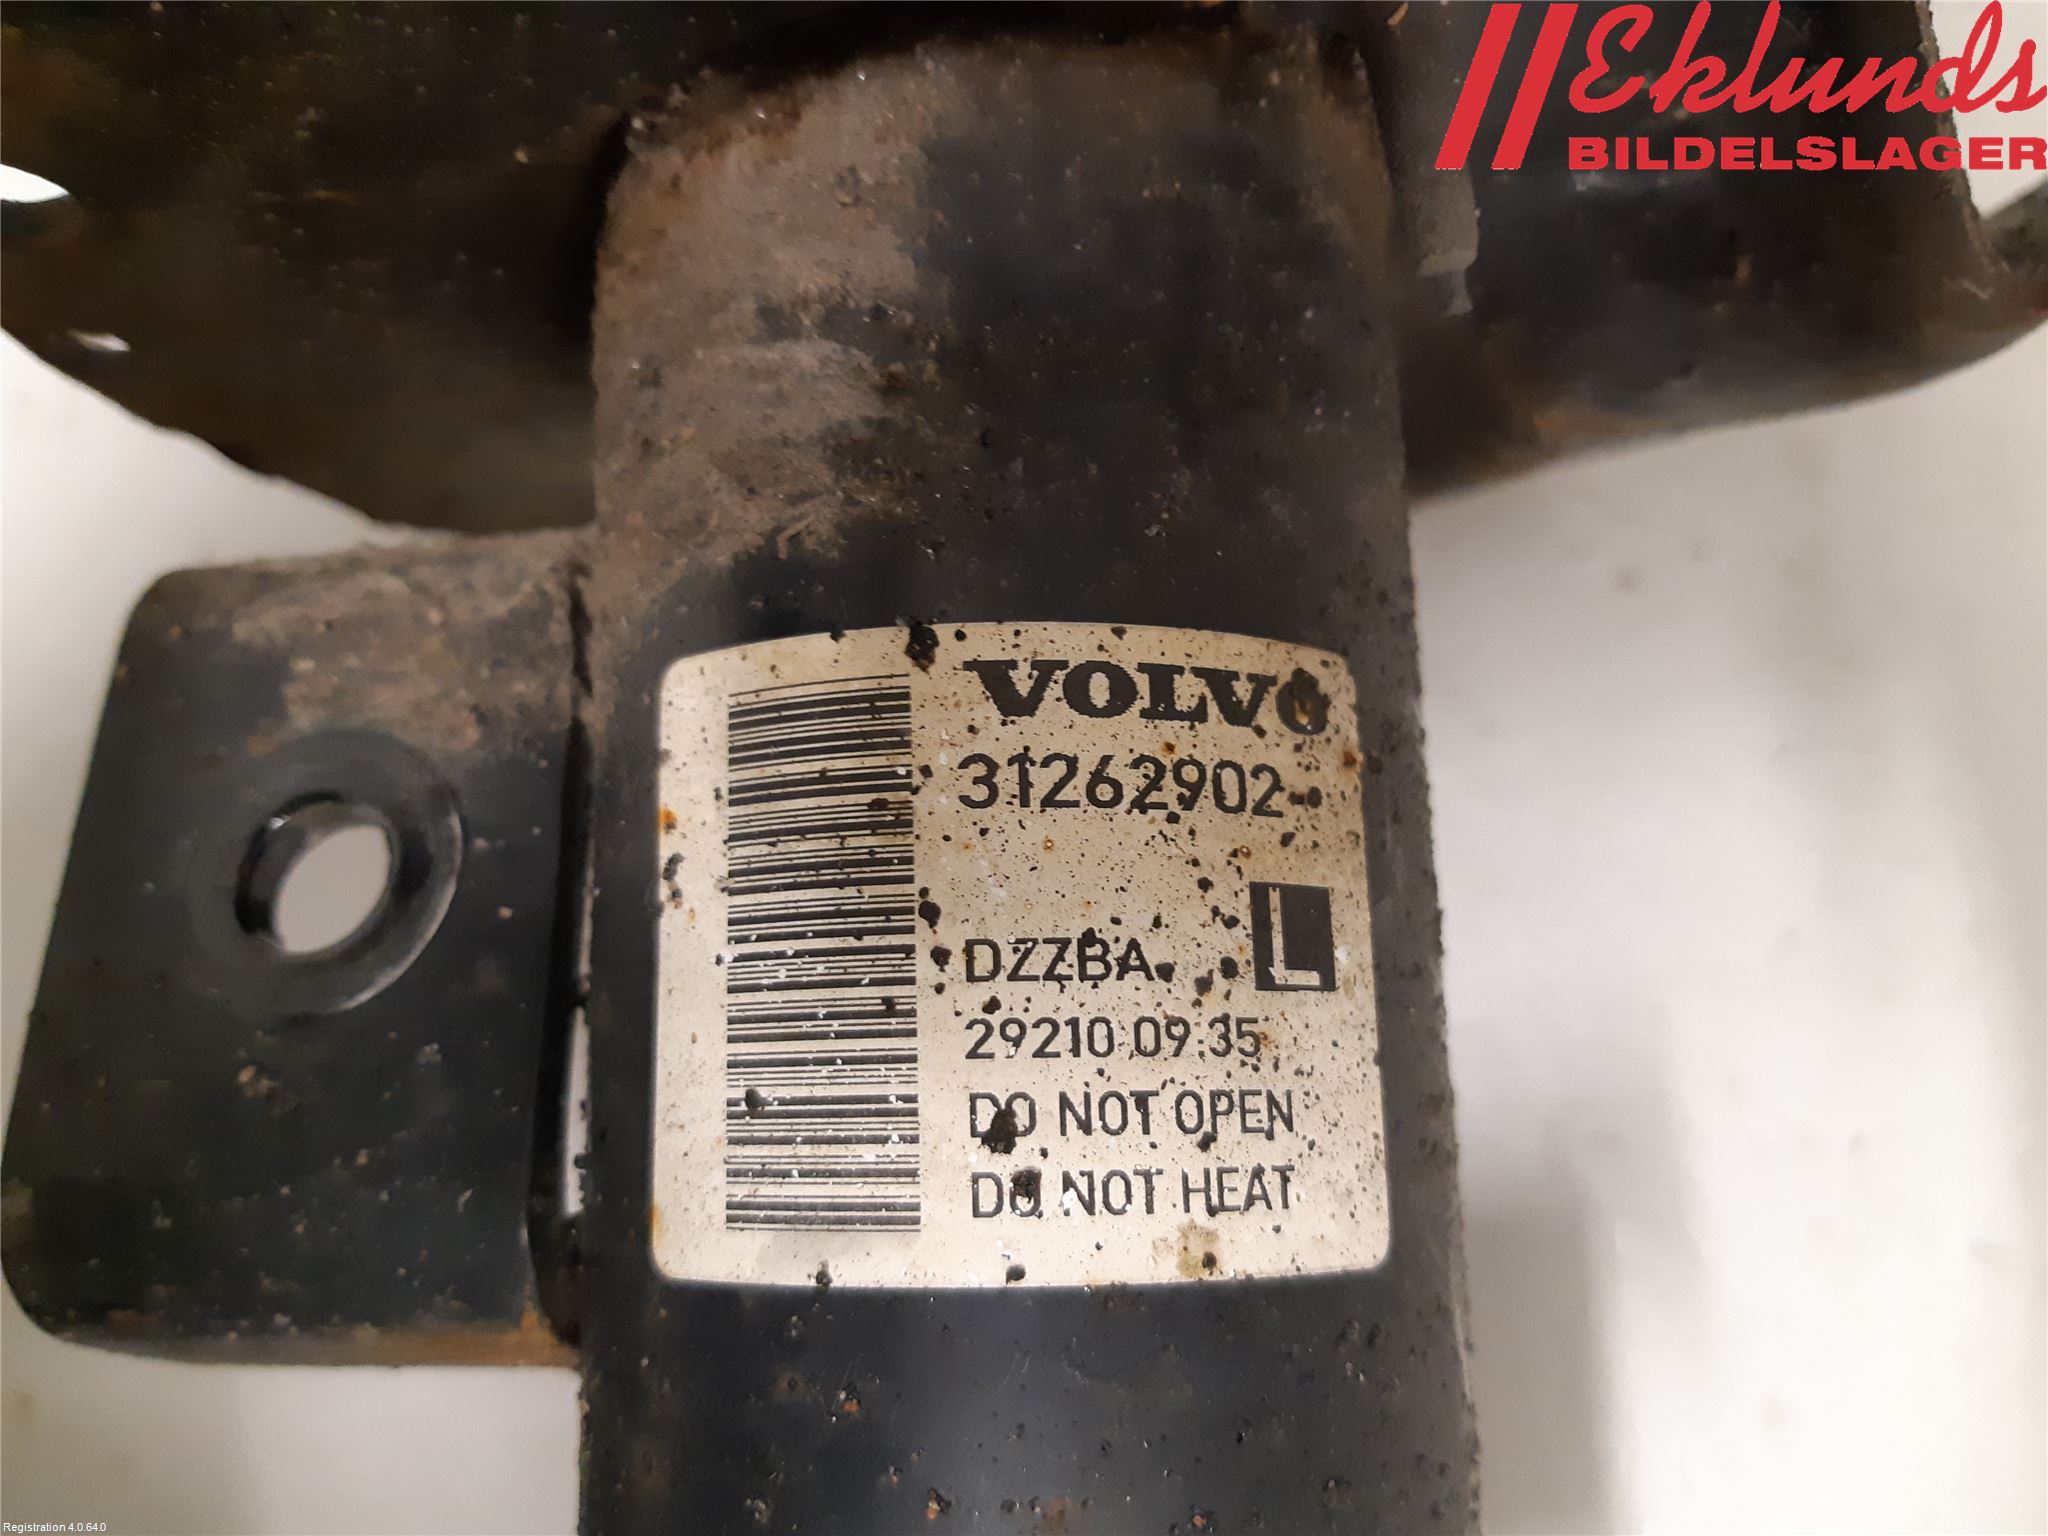 Eklunds
BILDELSLAGER
VOLVO
31262902
DZZBA
L
29210 09:35
DO NOT OPEN
DO NOT HEAT
Registration 4.0.64.0